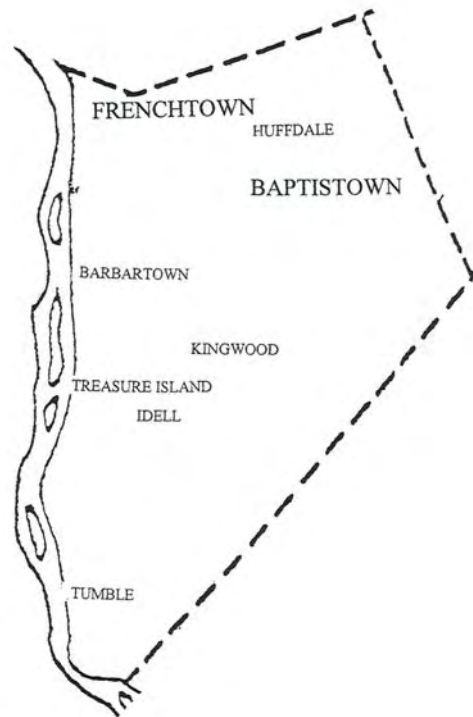 FRENCHTOWN
HUFFDALE
BAPTISTOWN
BARBARTOWN
KINGWOOD
TREASURE ISLAND
IDELL
TUMBLE